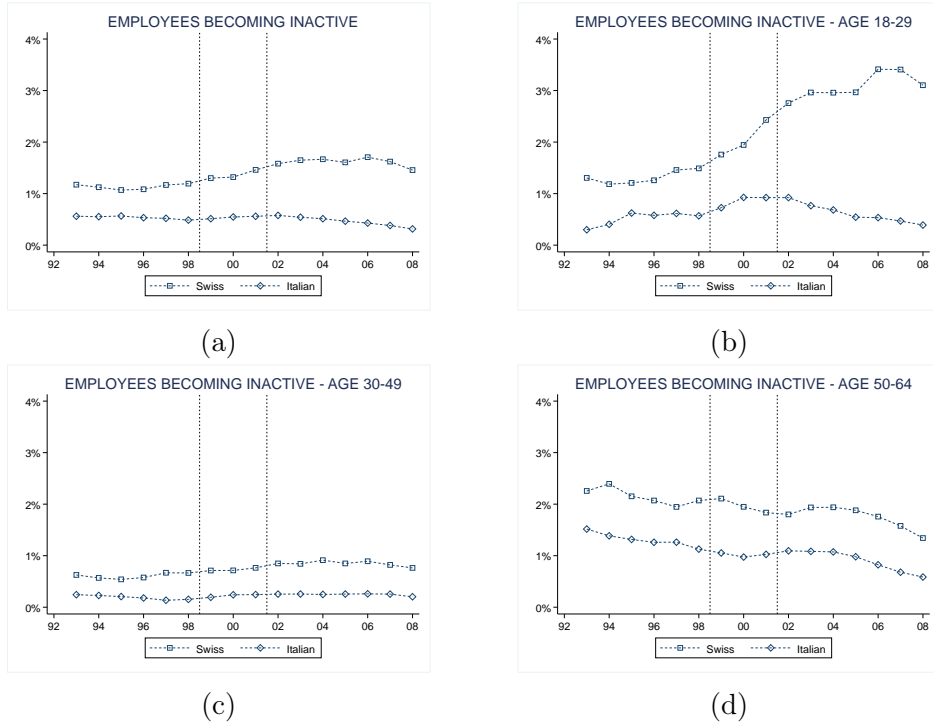 EMPLOYEES BECOMING INACTIVE
4%
3%
2%
1%
0%
92 94 96 98 00 02 04 06 08
Swiss Italian
(a)
EMPLOYEES BECOMING INACTIVE - AGE 18-29
4%
3%
2%
1%
0%
92 94 96 98 00 02 04 06 08
Swiss Italian
(b)
EMPLOYEES BECOMING INACTIVE - AGE 30-49
4%
3%
2%
1%
0%
92 94 96 98 00 02 04 06 08
Swiss Italian
(c)
EMPLOYEES BECOMING INACTIVE - AGE 50-64
4%
3%
2%
1%
0%
92 94 96 98 00 02 04 06 08
Swiss Italian
(d)